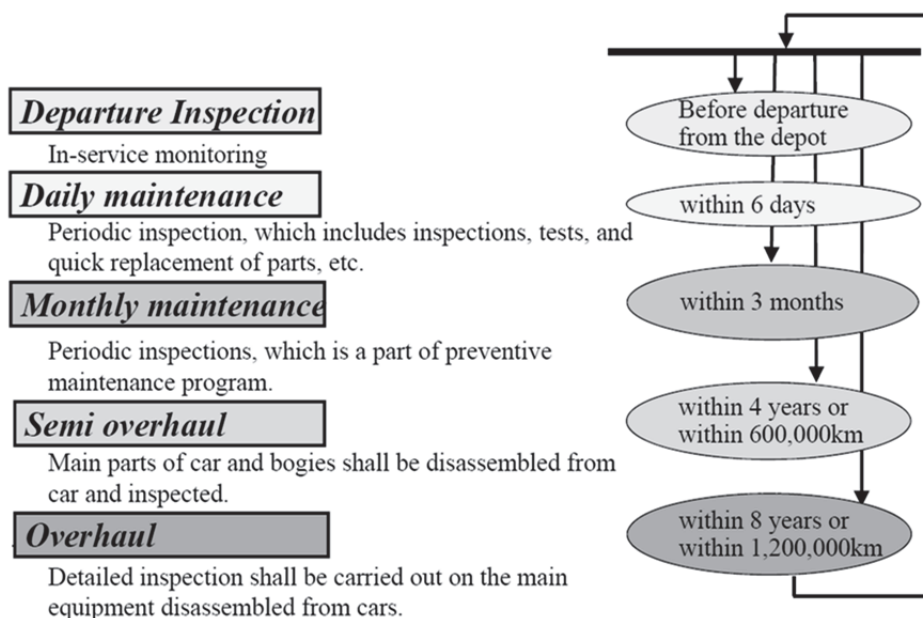 Departure Inspection
In-service monitoring
Daily maintenance
Periodic inspection, which includes inspections, tests, and
quick replacement of parts, etc.
Monthly maintenance
Periodic inspections, which is a part of preventive
maintenance program.
Semi overhaul
Main parts of car and bogies shall be disassembled from
car and inspected.
Overhaul
Detailed inspection shall be carried out on the main
equipment disassembled from cars.
Before departure
from the depot
within 6 days
within 3 months
within 4 years or
within 600,000km
within 8 years or
within 1,200,000km